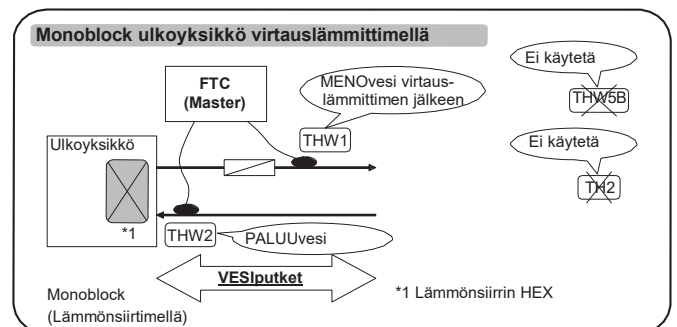 Monoblock ulkoyksikkö virtauslämmittimellä
Ei käytetä
THW5B
Ei käytetä
TH2
FTC
(Master)
MENOvesi virtaus-
lämmittimen jälkeen
THW1
Ulkoyksikkö
*1
THW2
PALUUvesi
VESIputket
Monoblock
(Lämmönsiirtimellä)
*1 Lämmönsiirrin HEX